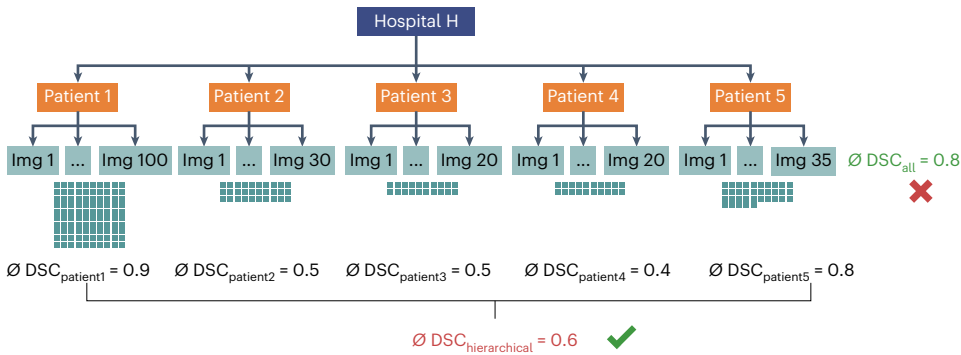 Hospital H
Patient 1 Patient 2 Patient 3 Patient 4 Patient 5
Img 1 ... Img 100 Img 1 ... Img 30 Img 1 ... Img 20 Img 1 ... Img 20 Img 1 ... Img 35 Ø DSC_all = 0.8
Ø DSC_patient1 = 0.9 Ø DSC_patient2 = 0.5 Ø DSC_patient3 = 0.5 Ø DSC_patient4 = 0.4 Ø DSC_patient5 = 0.8
Ø DSC_hierarchical = 0.6